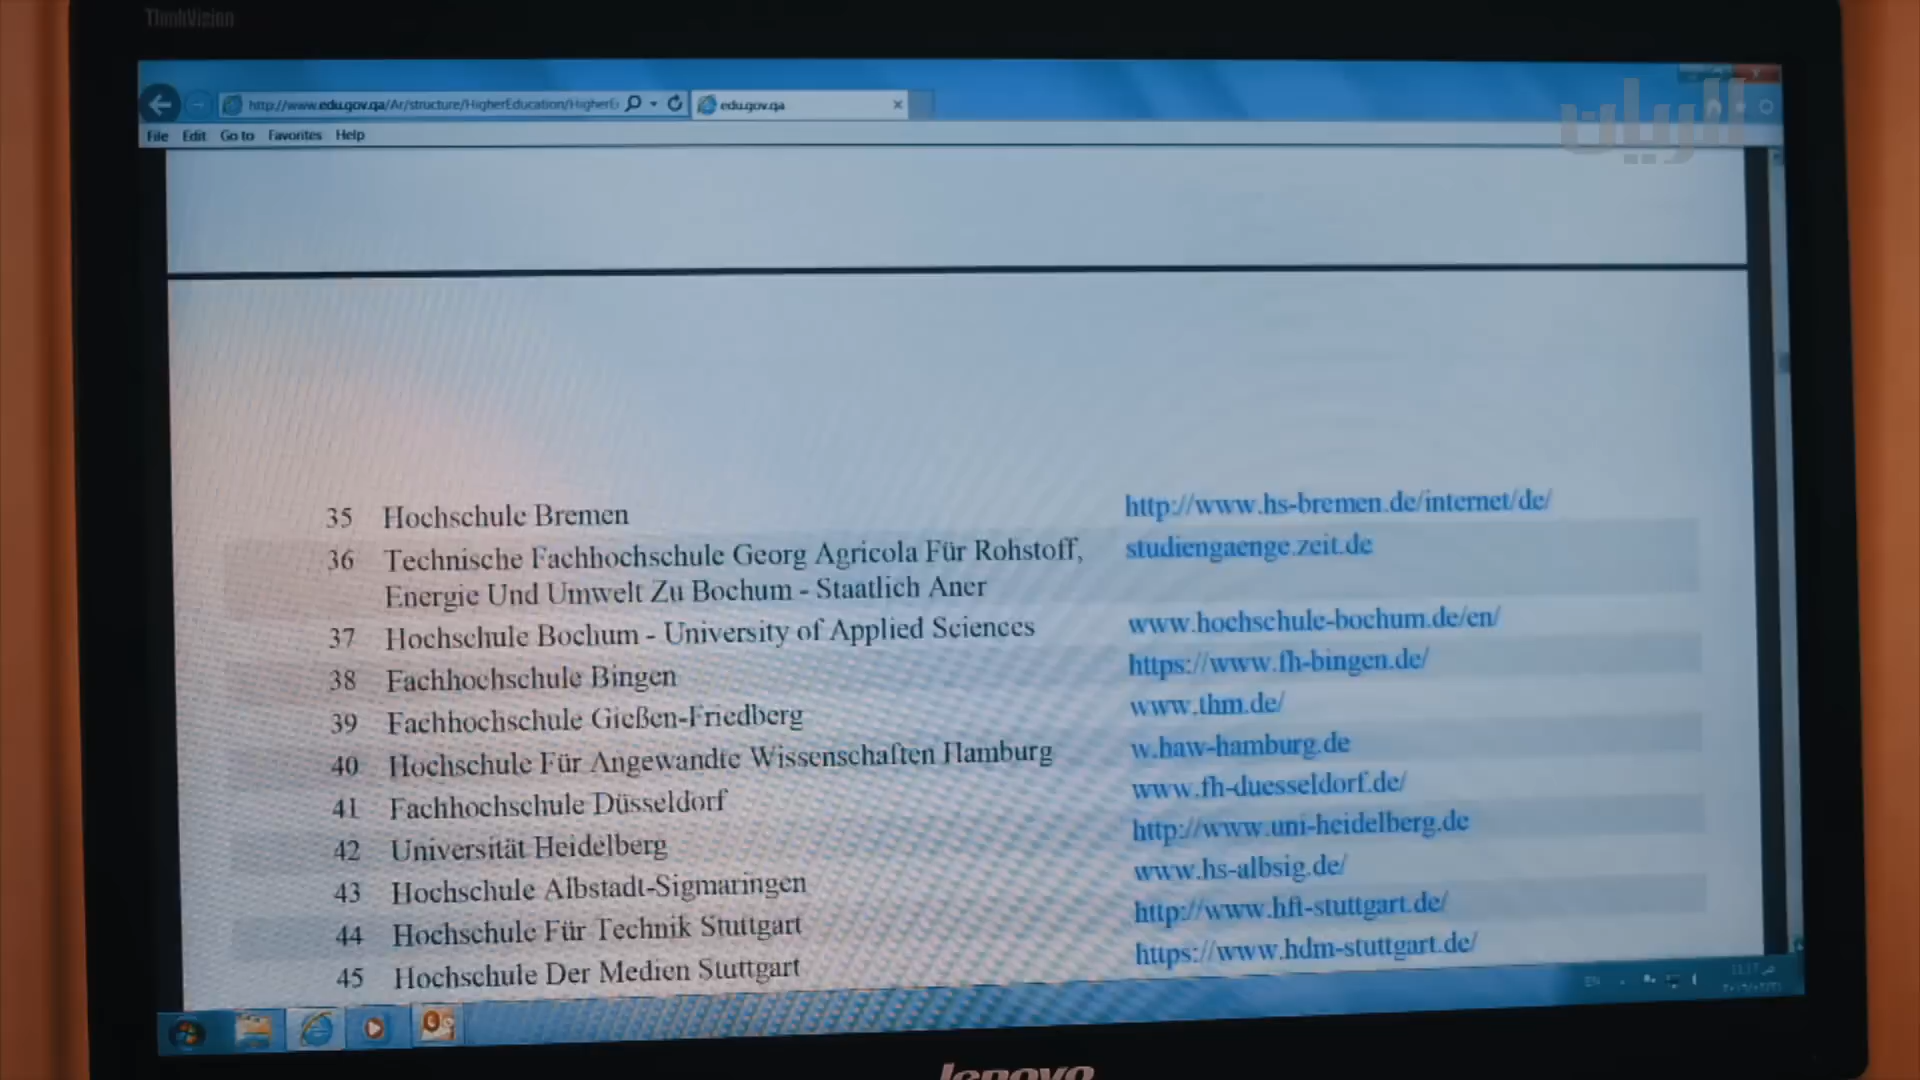 ThinkVision
http://www.edu.gov.qa/Ar/structure/HigherEducation/HigherE
edu.gov.qa
الريان
File Edit Go to Favorites Help
35 Hochschule Bremen http://www.hs-bremen.de/internet/de/
36 Technische Fachhochschule Georg Agricola Für Rohstoff, studiengaenge.zeit.de
Energie Und Umwelt Zu Bochum - Staatlich Aner
37 Hochschule Bochum - University of Applied Sciences www.hochschule-bochum.de/en/
38 Fachhochschule Bingen https://www.fh-bingen.de/
39 Fachhochschule Gießen-Friedberg www.thm.de/
40 Hochschule Für Angewandte Wissenschaften Hamburg w.haw-hamburg.de
41 Fachhochschule Düsseldorf www.fh-duesseldorf.de/
42 Universität Heidelberg http://www.uni-heidelberg.de
43 Hochschule Albstadt-Sigmaringen www.hs-albsig.de/
44 Hochschule Für Technik Stuttgart http://www.hft-stuttgart.de/
45 Hochschule Der Medien Stuttgart https://www.hdm-stuttgart.de/
EN
lenovo